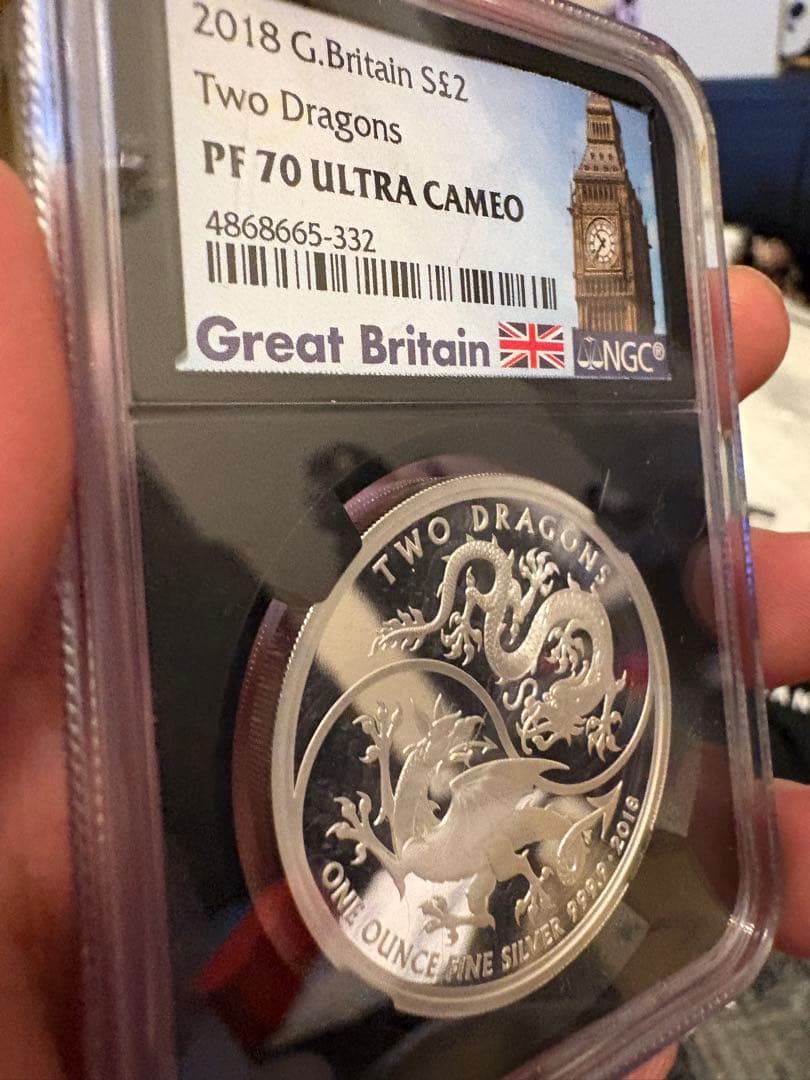 2018 G.Britain S£2
Two Dragons
PF 70 ULTRA CAMEO
4868665-332
Great Britain
NGC®
TWO DRAGONS
ONE OUNCE FINE SILVER 999.9 · 2018